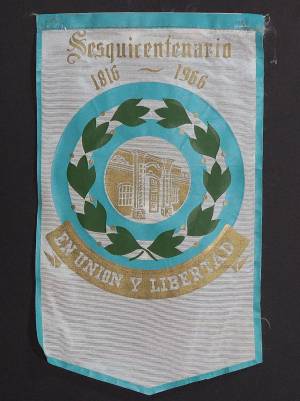 Sesquicentenario
1816 ~ 1966
EN UNION Y LIBERTAD